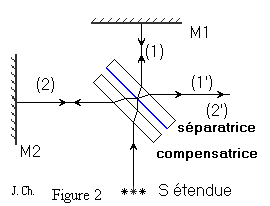 M1
(1)
(2)
(1')
(2')
M2
séparatrice
compensatrice
J. Ch.
Figure 2
S étendue